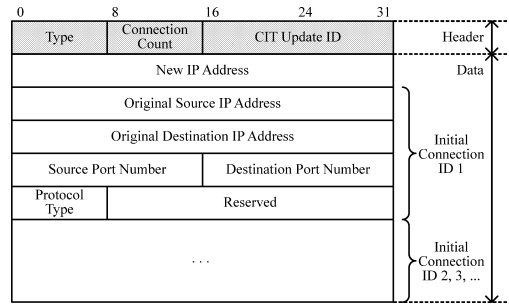 0 8 16 24 31
Type
Connection
Count
CIT Update ID
Header
New IP Address
Data
Original Source IP Address
Original Destination IP Address
Source Port Number
Destination Port Number
Protocol
Type
Reserved
Initial
Connection
ID 1
. . .
Initial
Connection
ID 2, 3, ...